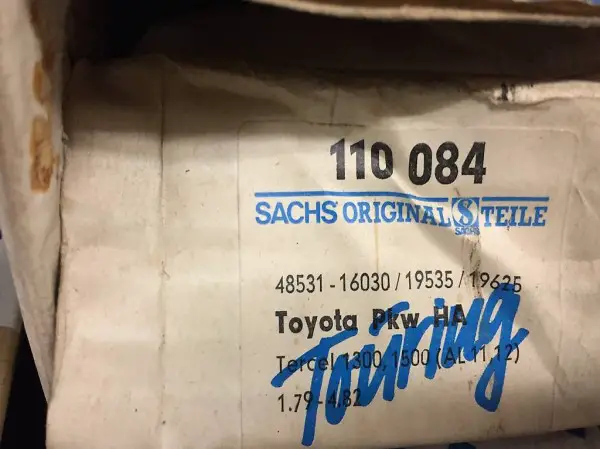 110 084
SACHS ORIGINAL S TEILE
SACHS
48531-16030/19535/19625
Toyota Pkw HA
Tercel 1300, 1500 (AL 11, 12)
1.79-4.82
Touring